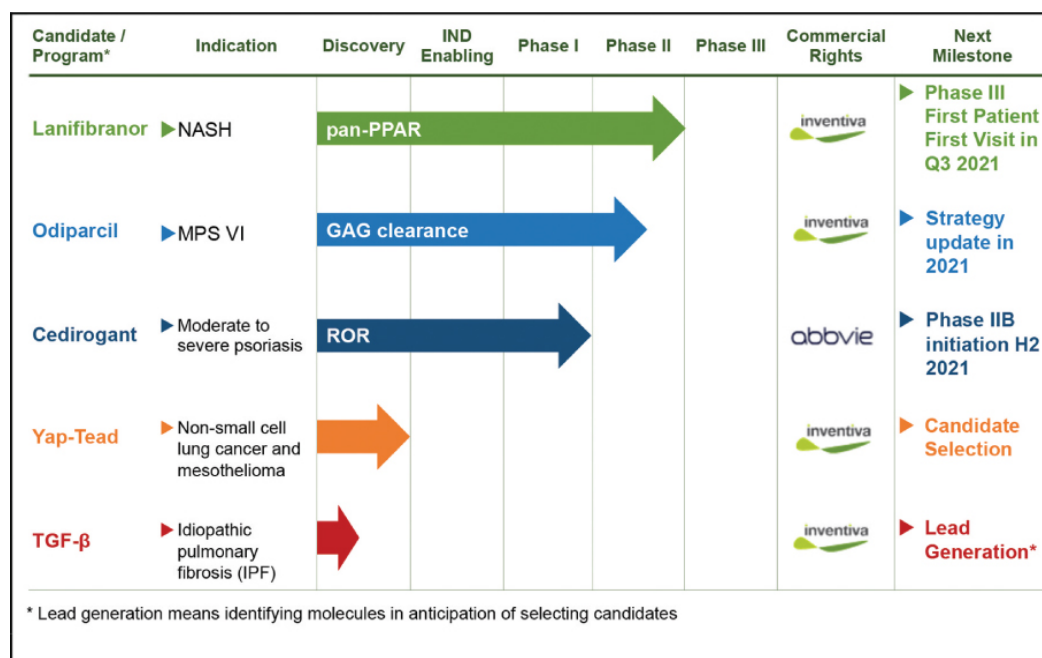 Candidate / Program*
Indication
Discovery
IND Enabling
Phase I
Phase II
Phase III
Commercial Rights
Next Milestone
Lanifibranor
NASH
pan-PPAR
inventiva
Phase III
First Patient
First Visit in
Q3 2021
Odiparcil
MPS VI
GAG clearance
inventiva
Strategy
update in
2021
Cedirogant
Moderate to
severe psoriasis
ROR
abbvie
Phase IIB
initiation H2
2021
Yap-Tead
Non-small cell
lung cancer and
mesothelioma
inventiva
Candidate
Selection
TGF-β
Idiopathic
pulmonary
fibrosis (IPF)
inventiva
Lead
Generation*
* Lead generation means identifying molecules in anticipation of selecting candidates